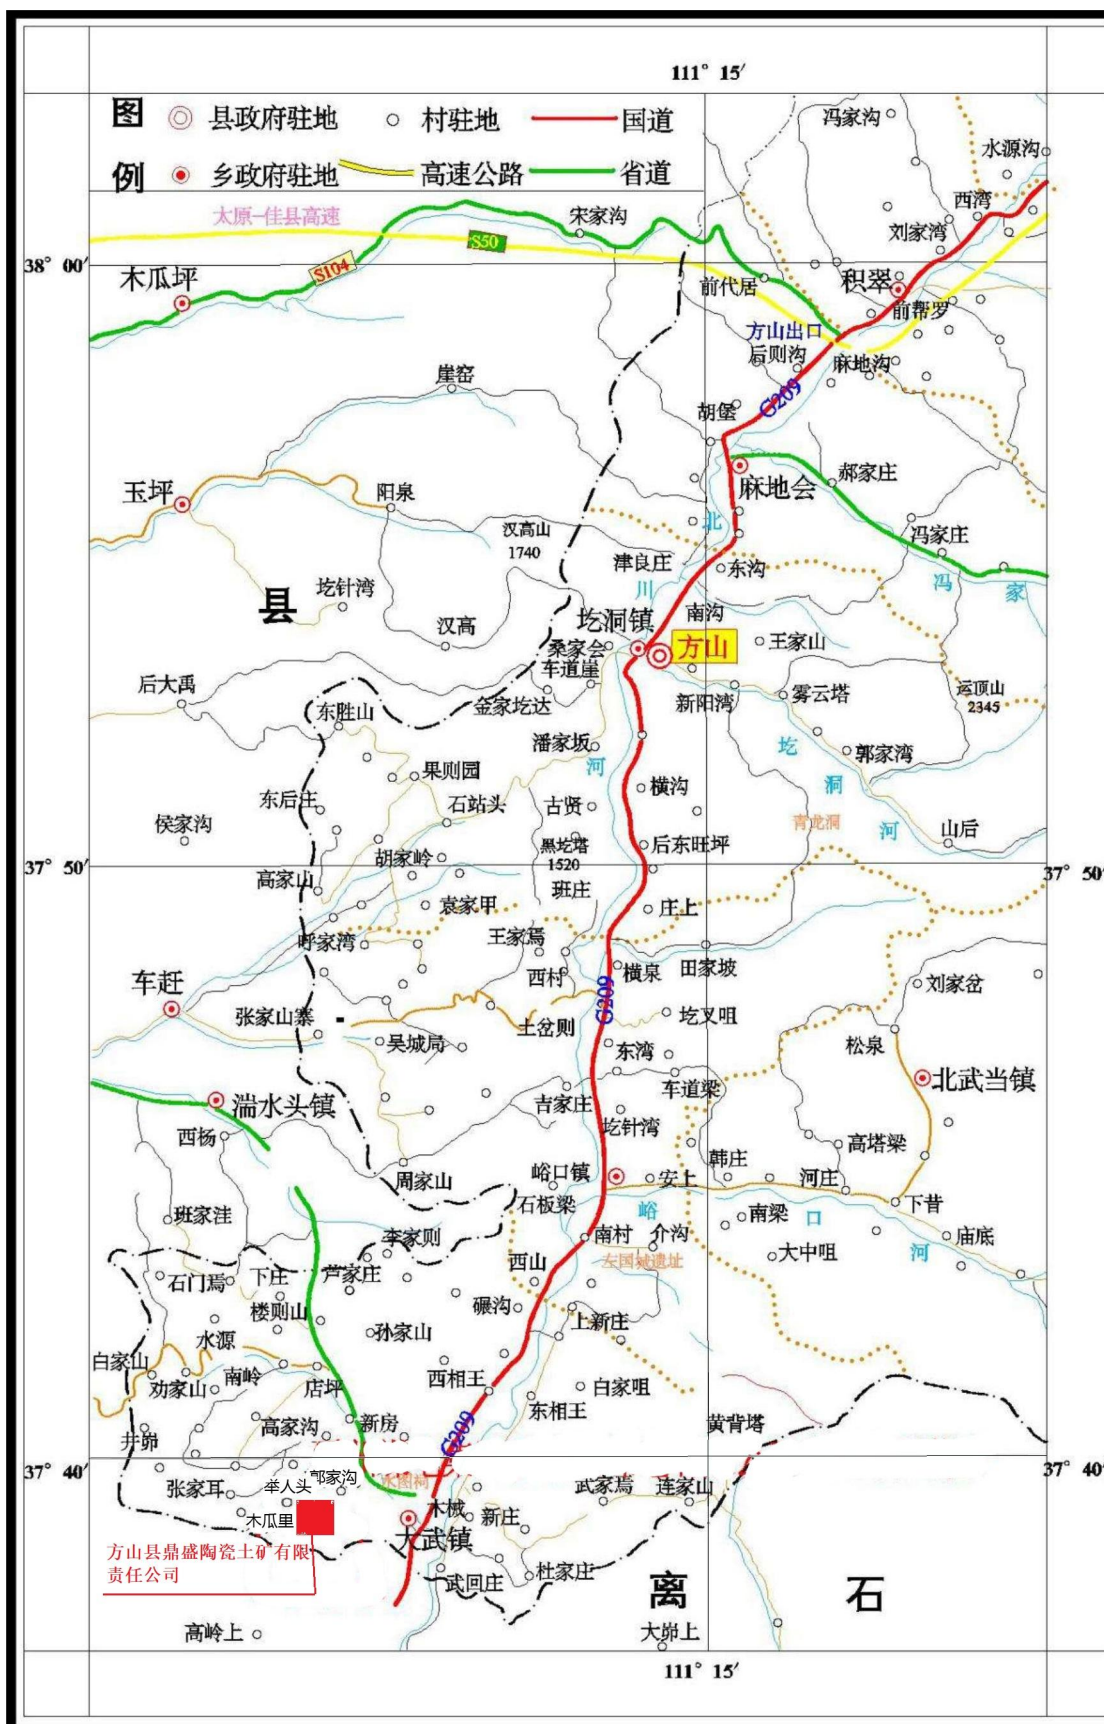 111° 15′
图 县政府驻地 村驻地 国道
例 乡政府驻地 高速公路 省道
冯家沟
水源沟
西湾
太原-佳县高速
宋家沟
刘家湾
S50
38° 00′
S104
木瓜坪
前代居
积翠
前帮罗
方山出口
后则沟
麻地沟
崖窑
G209
胡堡
玉坪
阳泉
麻地会
郝家庄
汉高山
1740
北
冯家庄
津良庄
东沟
川
冯
家
圪针湾
县
南沟
汉高
圪洞镇
方山
王家山
桑家会
车道崖
后大禹
新阳湾
雾云塔
运顶山
2345
东胜山
金家圪达
潘家坂
圪
郭家湾
果则园
河
横沟
洞
东后庄
石站头
古贤
青龙洞
河
侯家沟
山后
黑圪塔
1520
后东旺坪
胡家岭
37° 50′
37° 50′
高家山
班庄
袁家甲
庄上
呼家湾
王家焉
西村
横泉
田家坡
车赶
刘家岔
G209
张家山寨
土岔则
圪叉咀
吴城局
东湾
松泉
北武当镇
车道梁
湍水头镇
吉家庄
圪针湾
西杨
高塔梁
周家山
峪口镇
安上
韩庄
河庄
石板梁
峪
下昔
班家洼
南梁
口
李家则
南村
介沟
庙底
河
左国城遗址
大中咀
石门焉
下庄
芦家庄
西山
楼则山
碾沟
水源
孙家山
上新庄
白家山
劝家山
南岭
店坪
西相王
白家咀
东相王
高家沟
新房
黄背塔
井峁
G209
37° 40′
37° 40′
张家耳
举人头
郭家沟
武家焉
连家山
木瓜里
木械
新庄
大武镇
方山县鼎盛陶瓷土矿有限
责任公司
武回庄
杜家庄
离
石
高岭上
大峁上
111° 15′